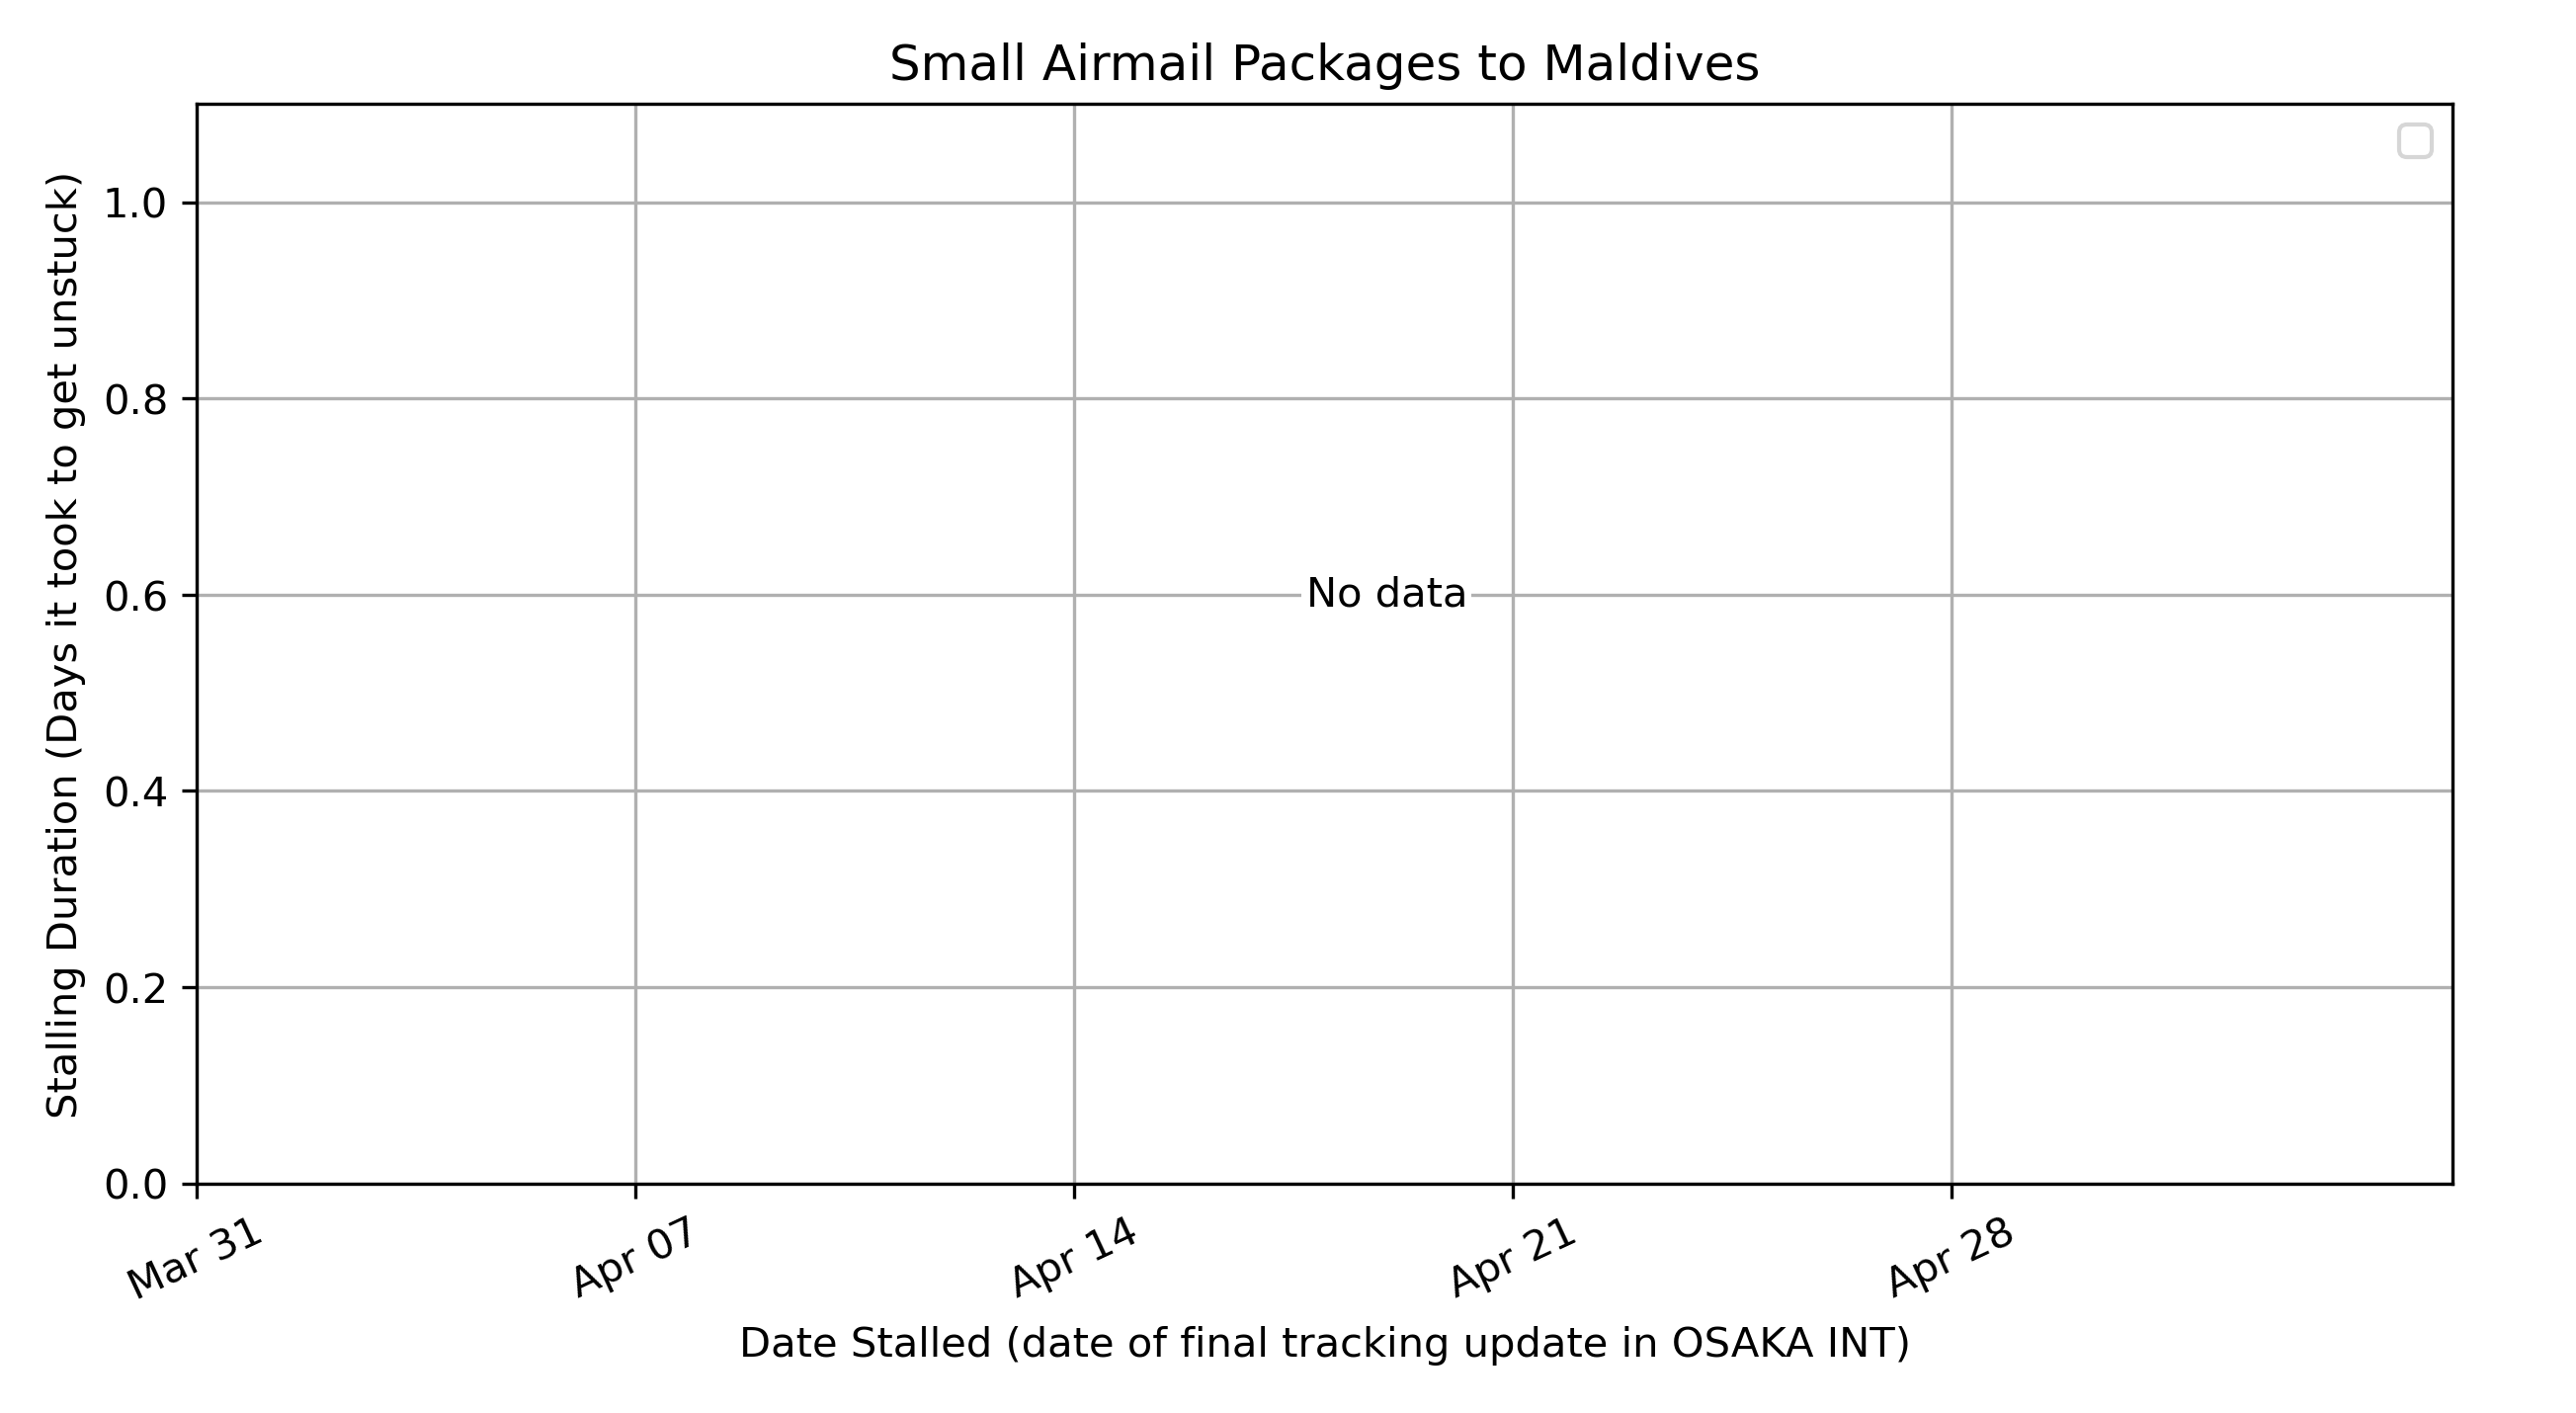 Small Airmail Packages to Maldives
Stalling Duration (Days it took to get unstuck)
1.0
0.8
0.6
0.4
0.2
0.0
No data
Mar 31
Apr 07
Apr 14
Apr 21
Apr 28
Date Stalled (date of final tracking update in OSAKA INT)